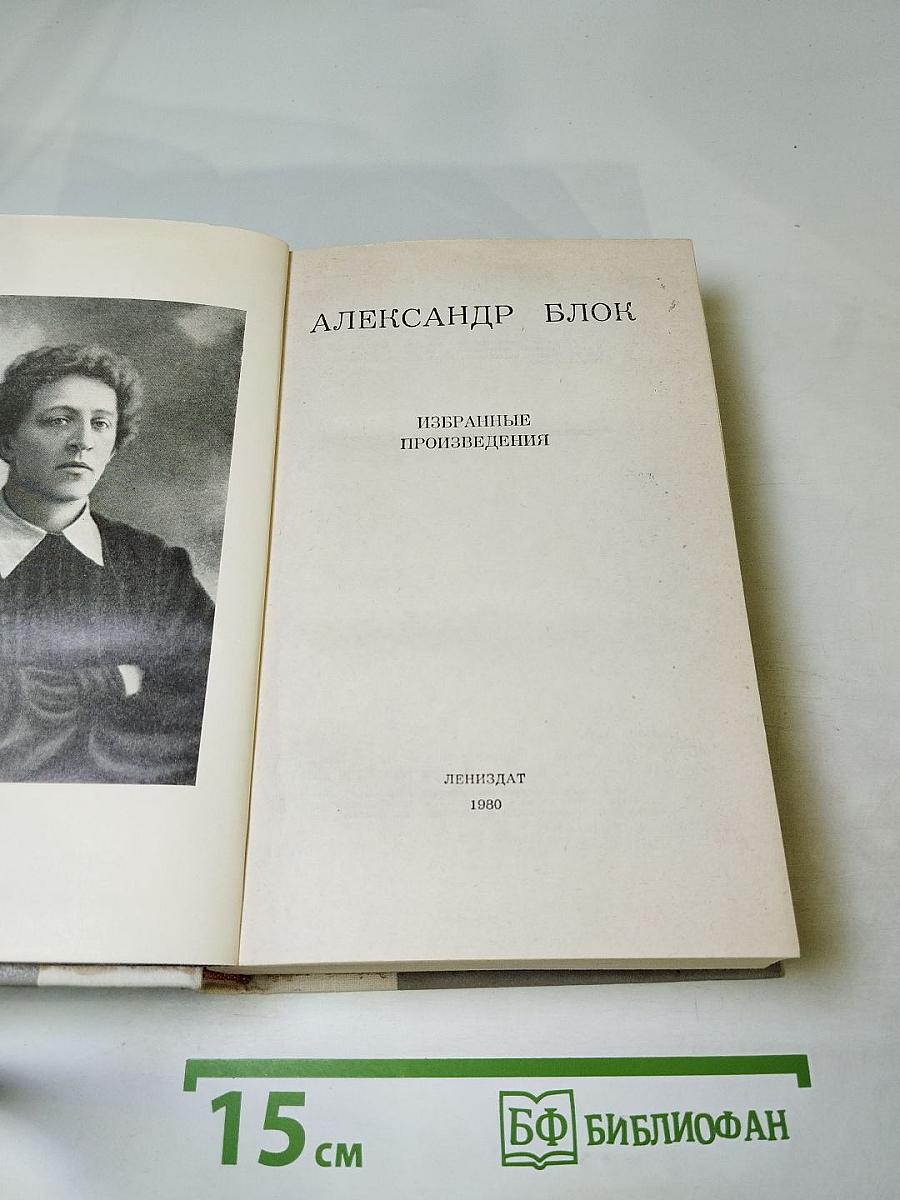 АЛЕКСАНДР БЛОК
ИЗБРАННЫЕ
ПРОИЗВЕДЕНИЯ
ЛЕНИЗДАТ
1980
15 см
БФ БИБЛИОФАН